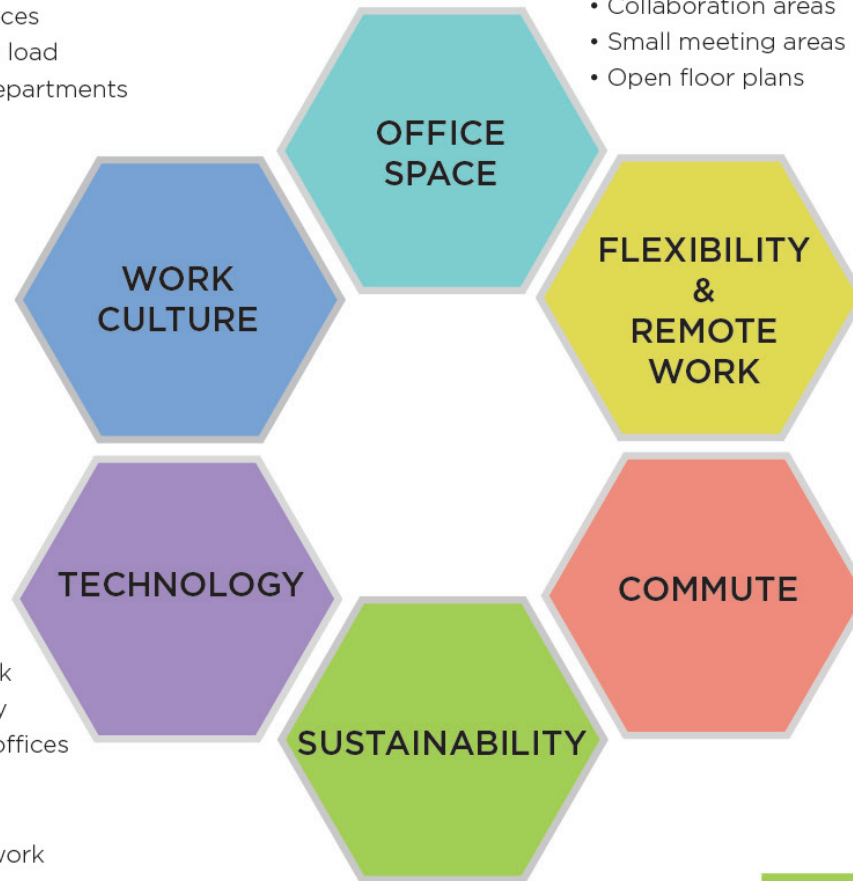 ces
load
epartments
• Collaboration areas
• Small meeting areas
• Open floor plans
OFFICE
SPACE
WORK
CULTURE
FLEXIBILITY
&
REMOTE
WORK
TECHNOLOGY
COMMUTE
k
y
offices
work
SUSTAINABILITY